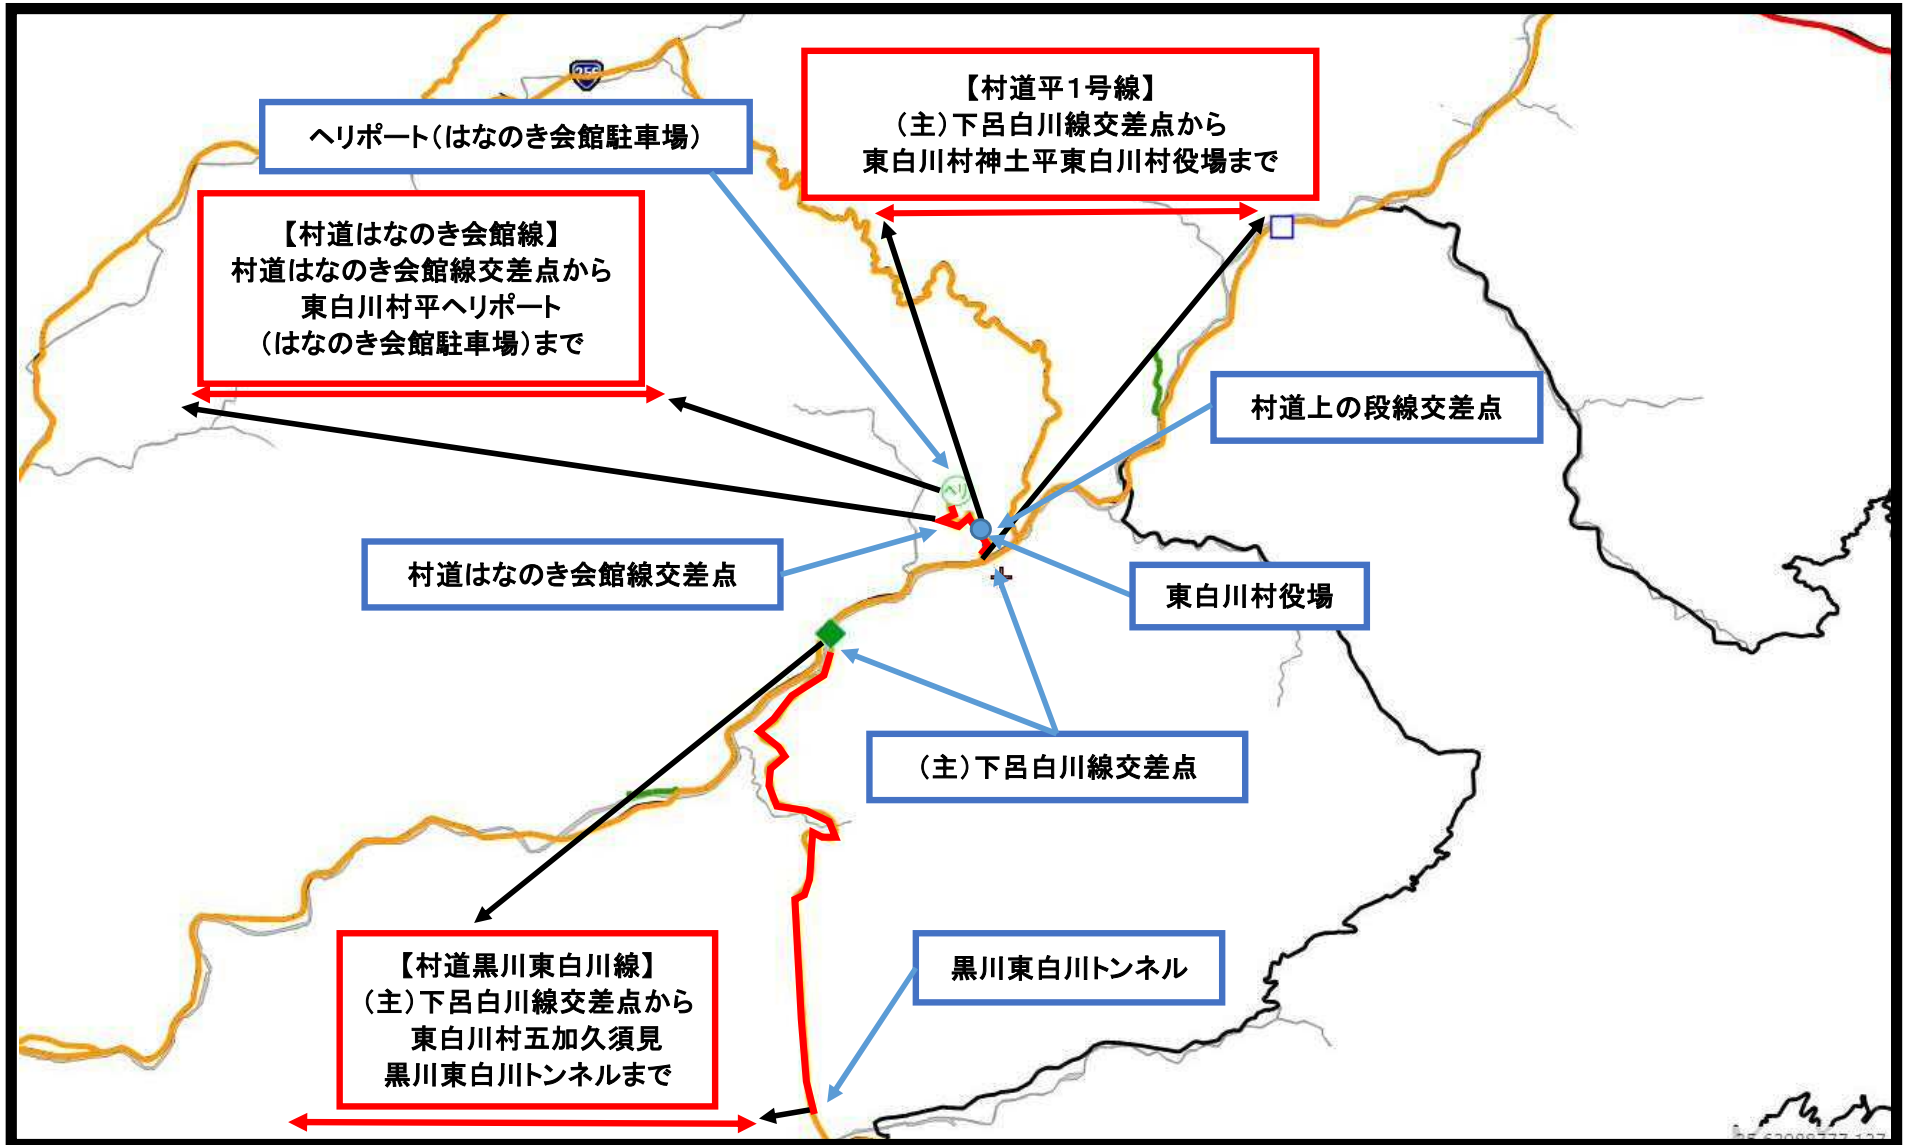 256
ヘリポート（はなのき会館駐車場）
【村道平１号線】
（主）下呂白川線交差点から
東白川村神土平東白川村役場まで
【村道はなのき会館線】
村道はなのき会館線交差点から
東白川村平ヘリポート
（はなのき会館駐車場）まで
村道上の段線交差点
ヘリ
村道はなのき会館線交差点
東白川村役場
（主）下呂白川線交差点
【村道黒川東白川線】
（主）下呂白川線交差点から
東白川村五加久須見
黒川東白川トンネルまで
黒川東白川トンネル